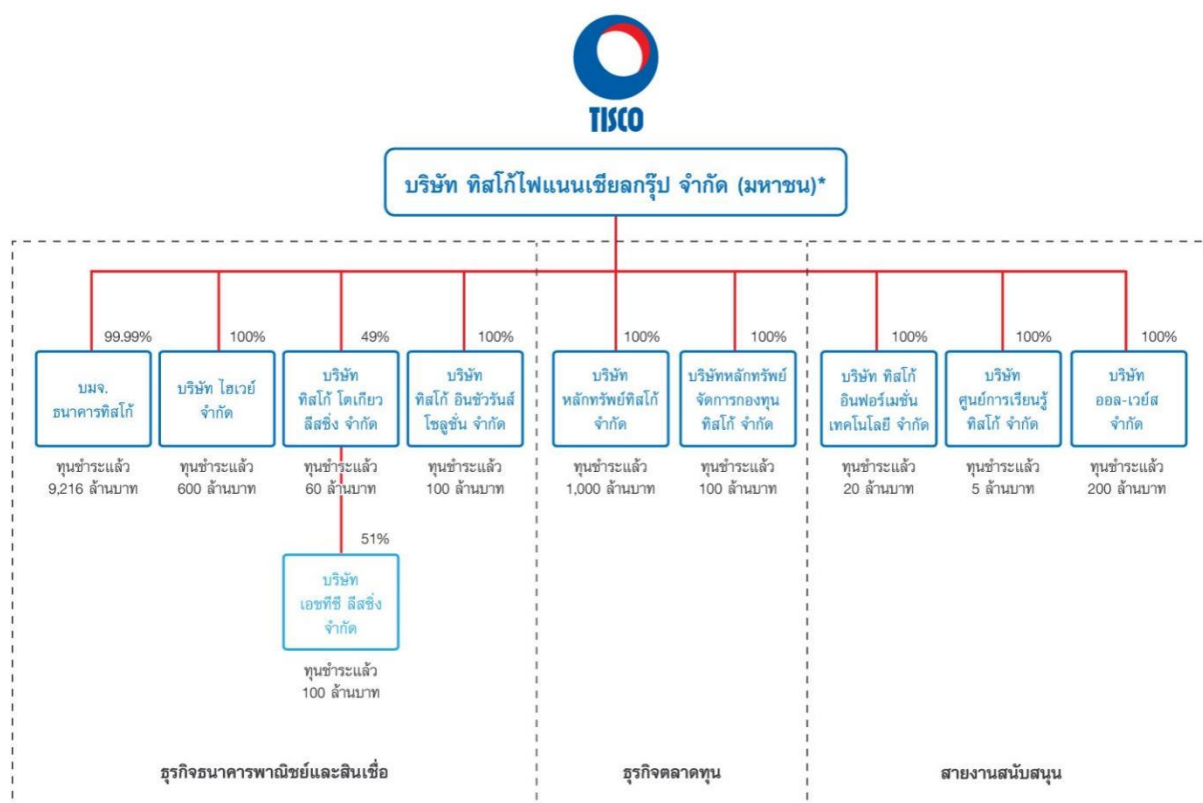 TISCO
บริษัท ทิสโก้ไฟแนนเชียลกรุ๊ป จำกัด (มหาชน)*
99.99%
บมจ.
ธนาคารทิสโก้
ทุนชำระแล้ว
9,216 ล้านบาท
100%
บริษัท ไฮเวย์
จำกัด
ทุนชำระแล้ว
600 ล้านบาท
49%
บริษัท
ทิสโก้ โตเกียว
ลีสซิ่ง จำกัด
ทุนชำระแล้ว
60 ล้านบาท
51%
บริษัท
เอชทีซี ลีสซิ่ง
จำกัด
ทุนชำระแล้ว
100 ล้านบาท
100%
บริษัท
ทิสโก้ อินชัวรันส์
โซลูชั่น จำกัด
ทุนชำระแล้ว
100 ล้านบาท
ธุรกิจธนาคารพาณิชย์และสินเชื่อ
100%
บริษัท
หลักทรัพย์ทิสโก้
จำกัด
ทุนชำระแล้ว
1,000 ล้านบาท
100%
บริษัทหลักทรัพย์
จัดการกองทุน
ทิสโก้ จำกัด
ทุนชำระแล้ว
100 ล้านบาท
ธุรกิจตลาดทุน
100%
บริษัท ทิสโก้
อินฟอร์เมชั่น
เทคโนโลยี จำกัด
ทุนชำระแล้ว
20 ล้านบาท
100%
บริษัท
ศูนย์การเรียนรู้
ทิสโก้ จำกัด
ทุนชำระแล้ว
5 ล้านบาท
100%
บริษัท
ออล-เวย์ส
จำกัด
ทุนชำระแล้ว
200 ล้านบาท
สายงานสนับสนุน